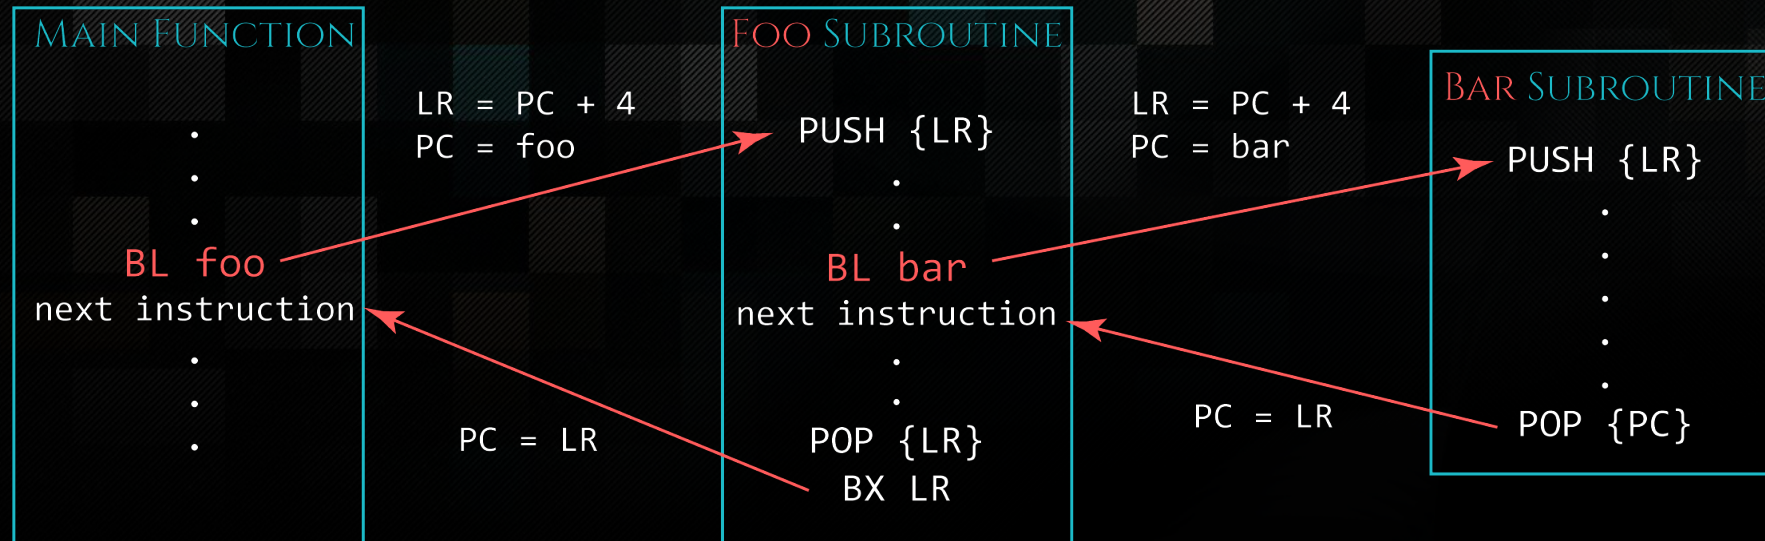 MAIN FUNCTION
.
.
.
BL foo
next instruction
.
.
.
LR = PC + 4
PC = foo
PC = LR
FOO SUBROUTINE
PUSH {LR}
.
.
BL bar
next instruction
.
.
POP {LR}
BX LR
LR = PC + 4
PC = bar
PC = LR
BAR SUBROUTINE
PUSH {LR}
.
.
.
.
.
POP {PC}